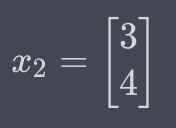 x₂ = [3
4]